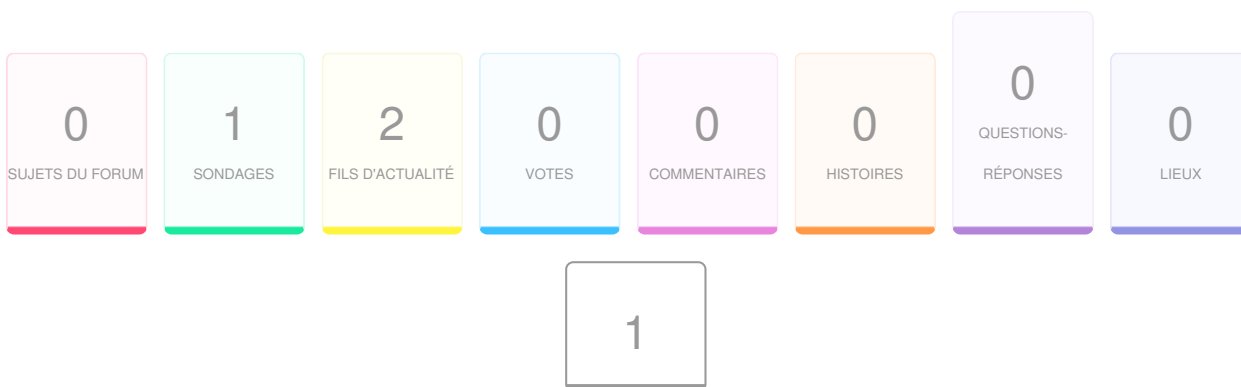 0
SUJETS DU FORUM
1
SONDAGES
2
FILS D'ACTUALITÉ
0
VOTES
0
COMMENTAIRES
0
HISTOIRES
0
QUESTIONS-
RÉPONSES
0
LIEUX
1